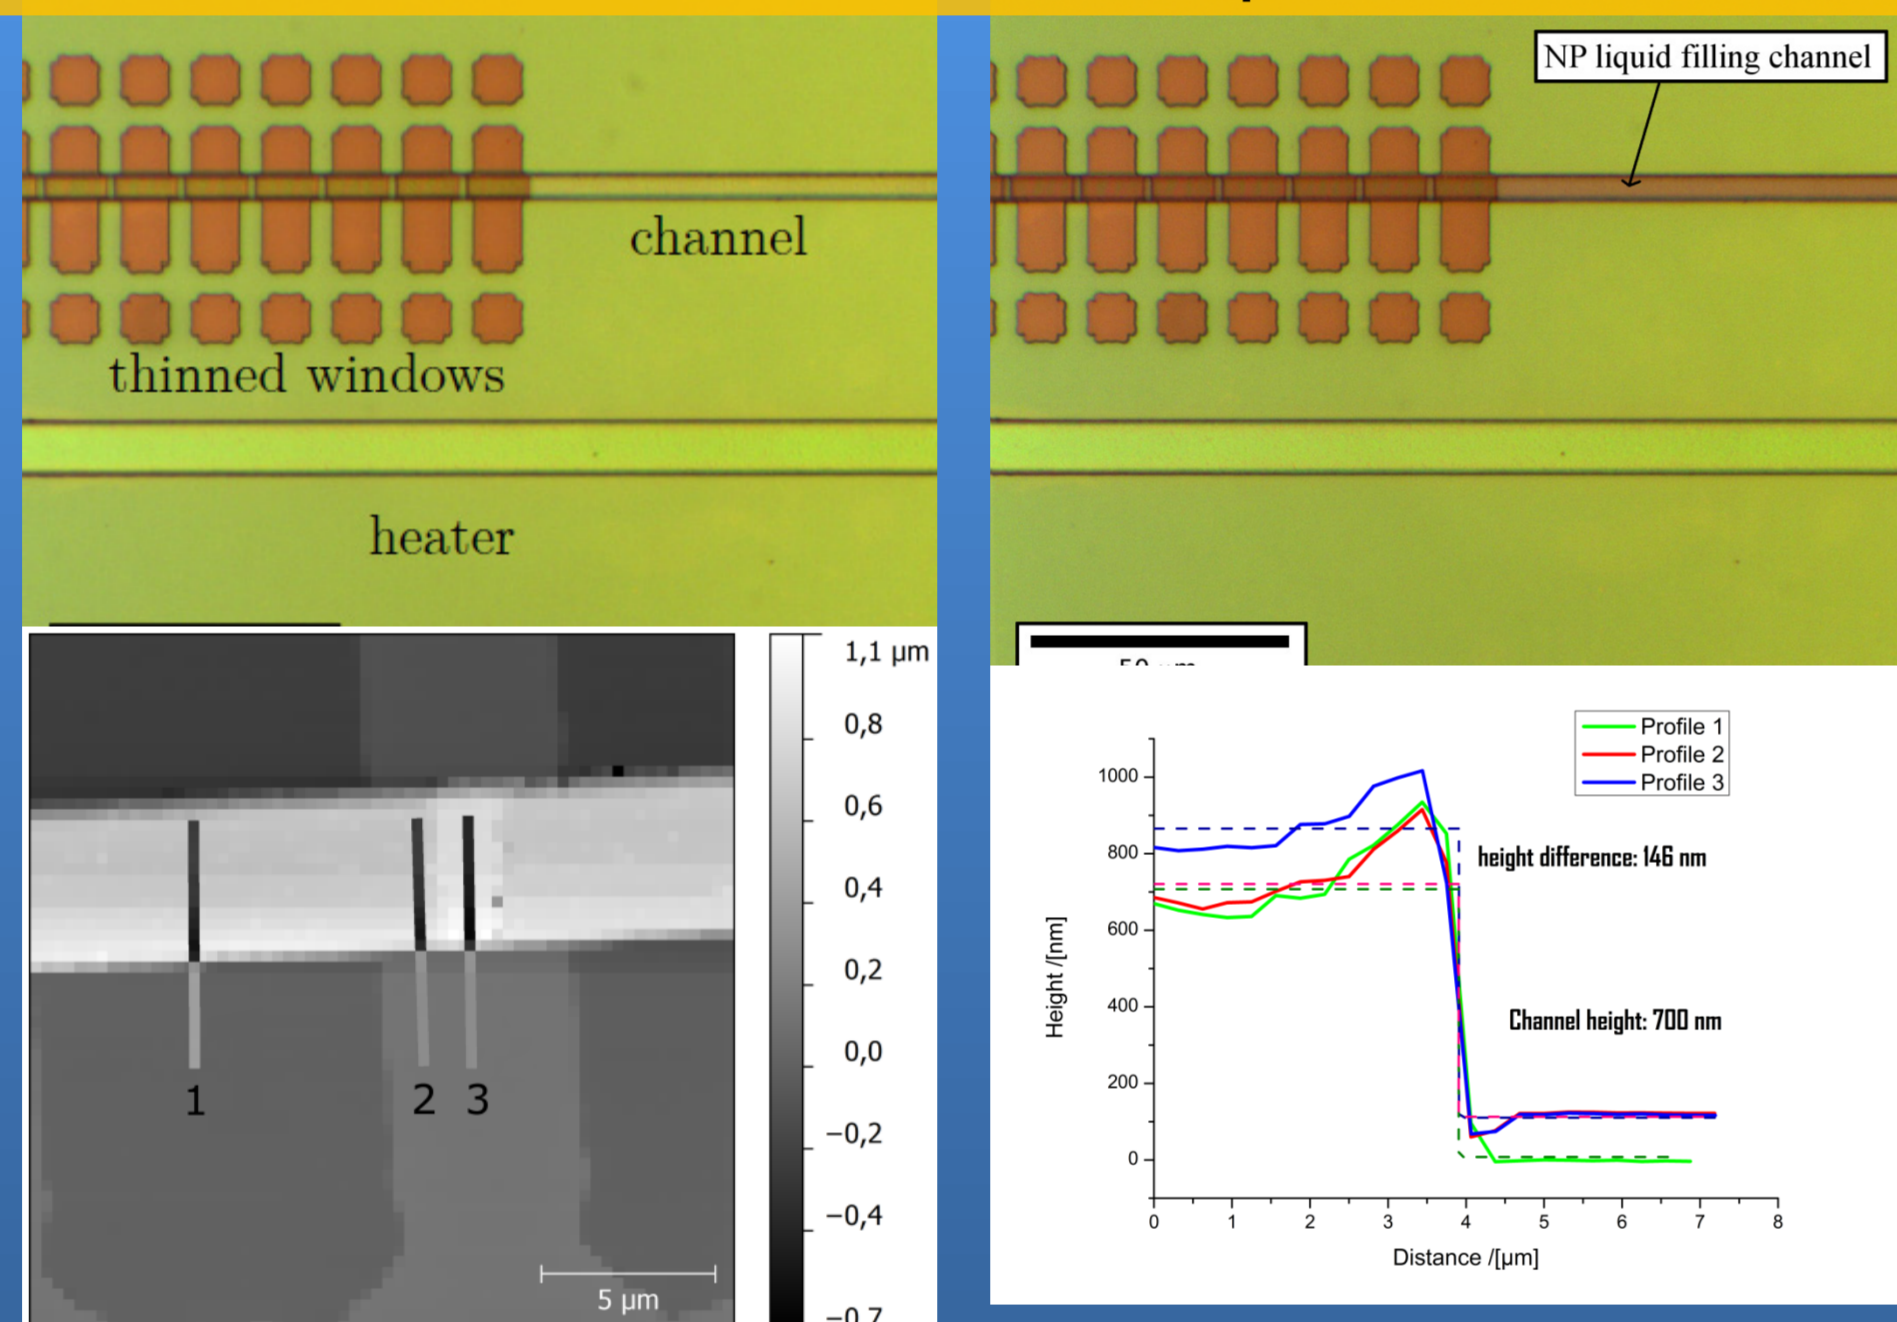 NP liquid filling channel
channel
thinned windows
heater
1,1 µm
0,8
0,6
0,4
0,2
0,0
−0,2
−0,4
−0,7
1
2
3
5 µm
Profile 1
Profile 2
Profile 3
1000
800
600
400
200
0
Height /[nm]
height difference: 146 nm
Channel height: 700 nm
0 1 2 3 4 5 6 7 8
Distance /[µm]